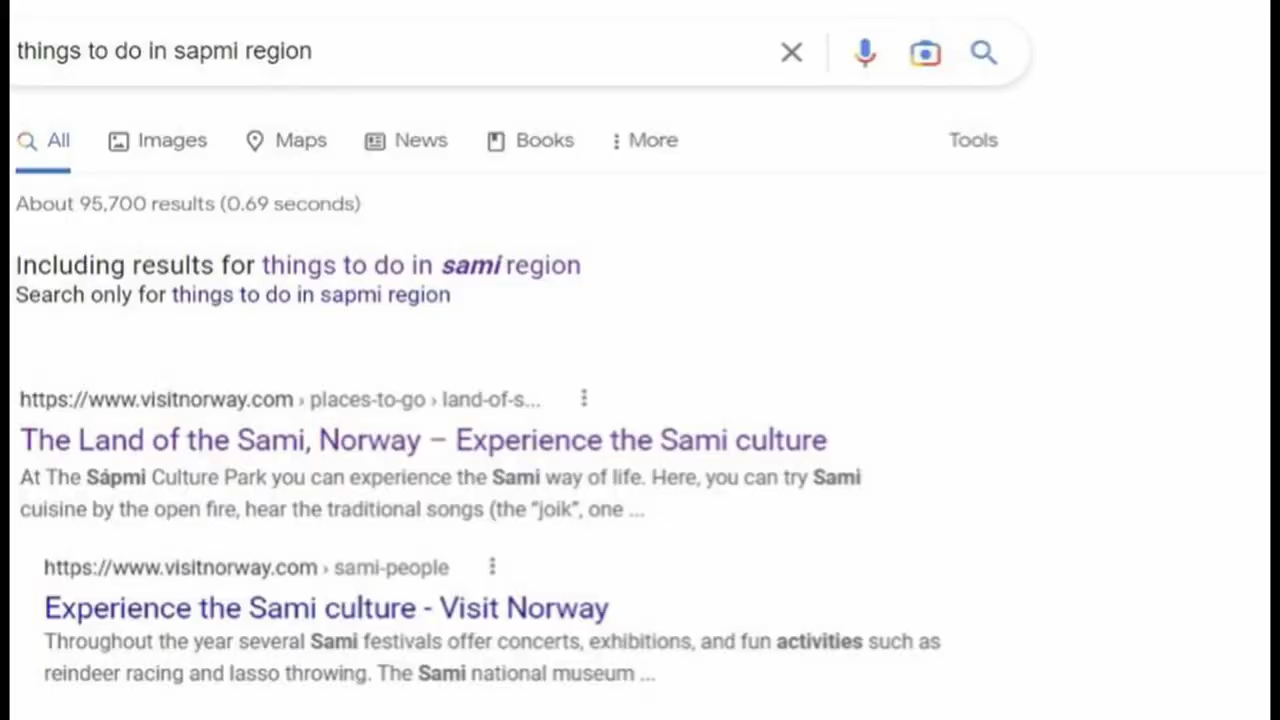 things to do in sapmi region
All Images Maps News Books More Tools
About 95,700 results (0.69 seconds)
Including results for things to do in sami region
Search only for things to do in sapmi region
https://www.visitnorway.com › places-to-go › land-of-s...
The Land of the Sami, Norway – Experience the Sami culture
At The Sápmi Culture Park you can experience the Sami way of life. Here, you can try Sami
cuisine by the open fire, hear the traditional songs (the "joik", one ...
https://www.visitnorway.com › sami-people
Experience the Sami culture - Visit Norway
Throughout the year several Sami festivals offer concerts, exhibitions, and fun activities such as
reindeer racing and lasso throwing. The Sami national museum ...